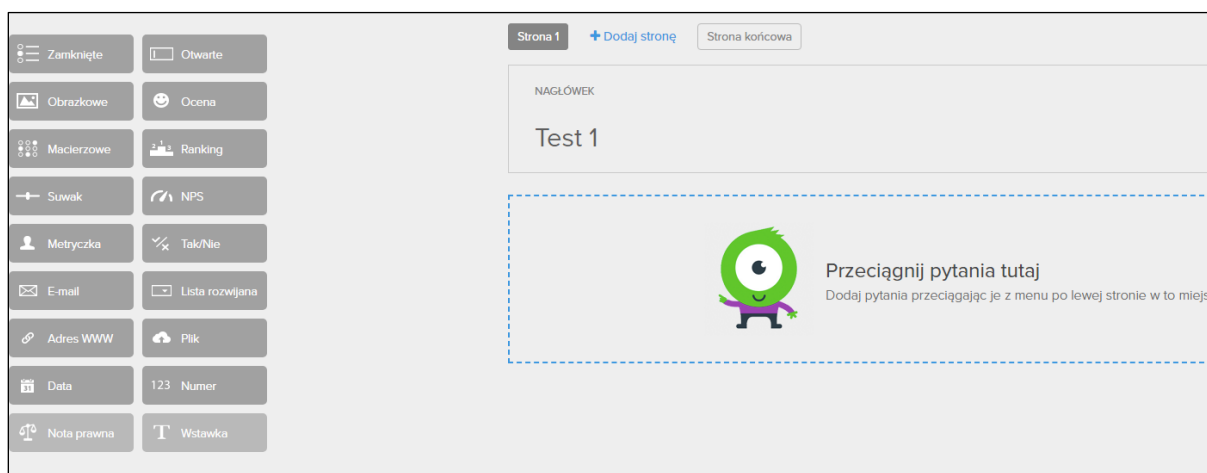 Zamknięte
Otwarte
Obrazkowe
Ocena
Macierzowe
Ranking
Suwak
NPS
Metryczka
Tak/Nie
E-mail
Lista rozwijana
Adres WWW
Plik
31 Data
123 Numer
Nota prawna
T Wstawka
Strona 1 + Dodaj stronę Strona końcowa
NAGŁÓWEK
Test 1
Przeciągnij pytania tutaj
Dodaj pytania przeciągając je z menu po lewej stronie w to miejs